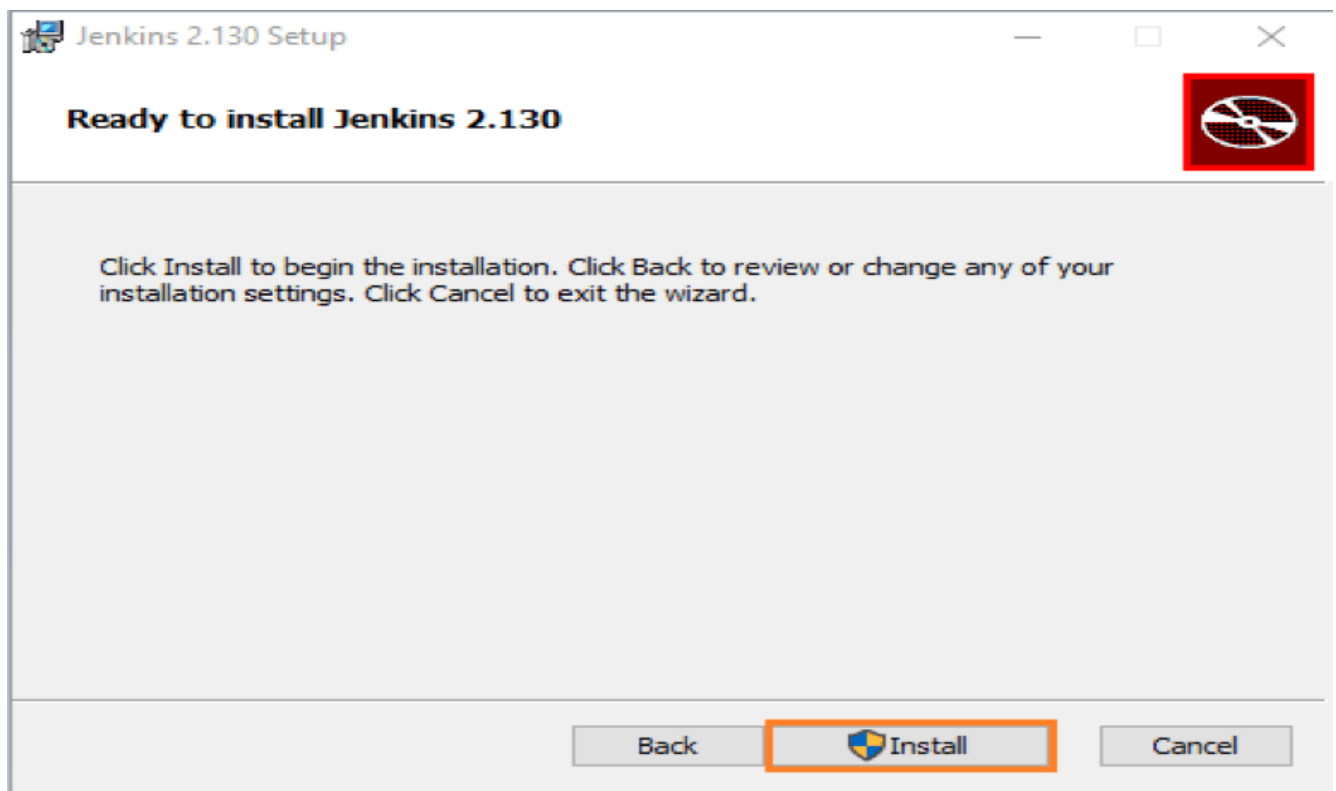 Jenkins 2.130 Setup
Ready to install Jenkins 2.130
Click Install to begin the installation. Click Back to review or change any of your
installation settings. Click Cancel to exit the wizard.
Back Install Cancel